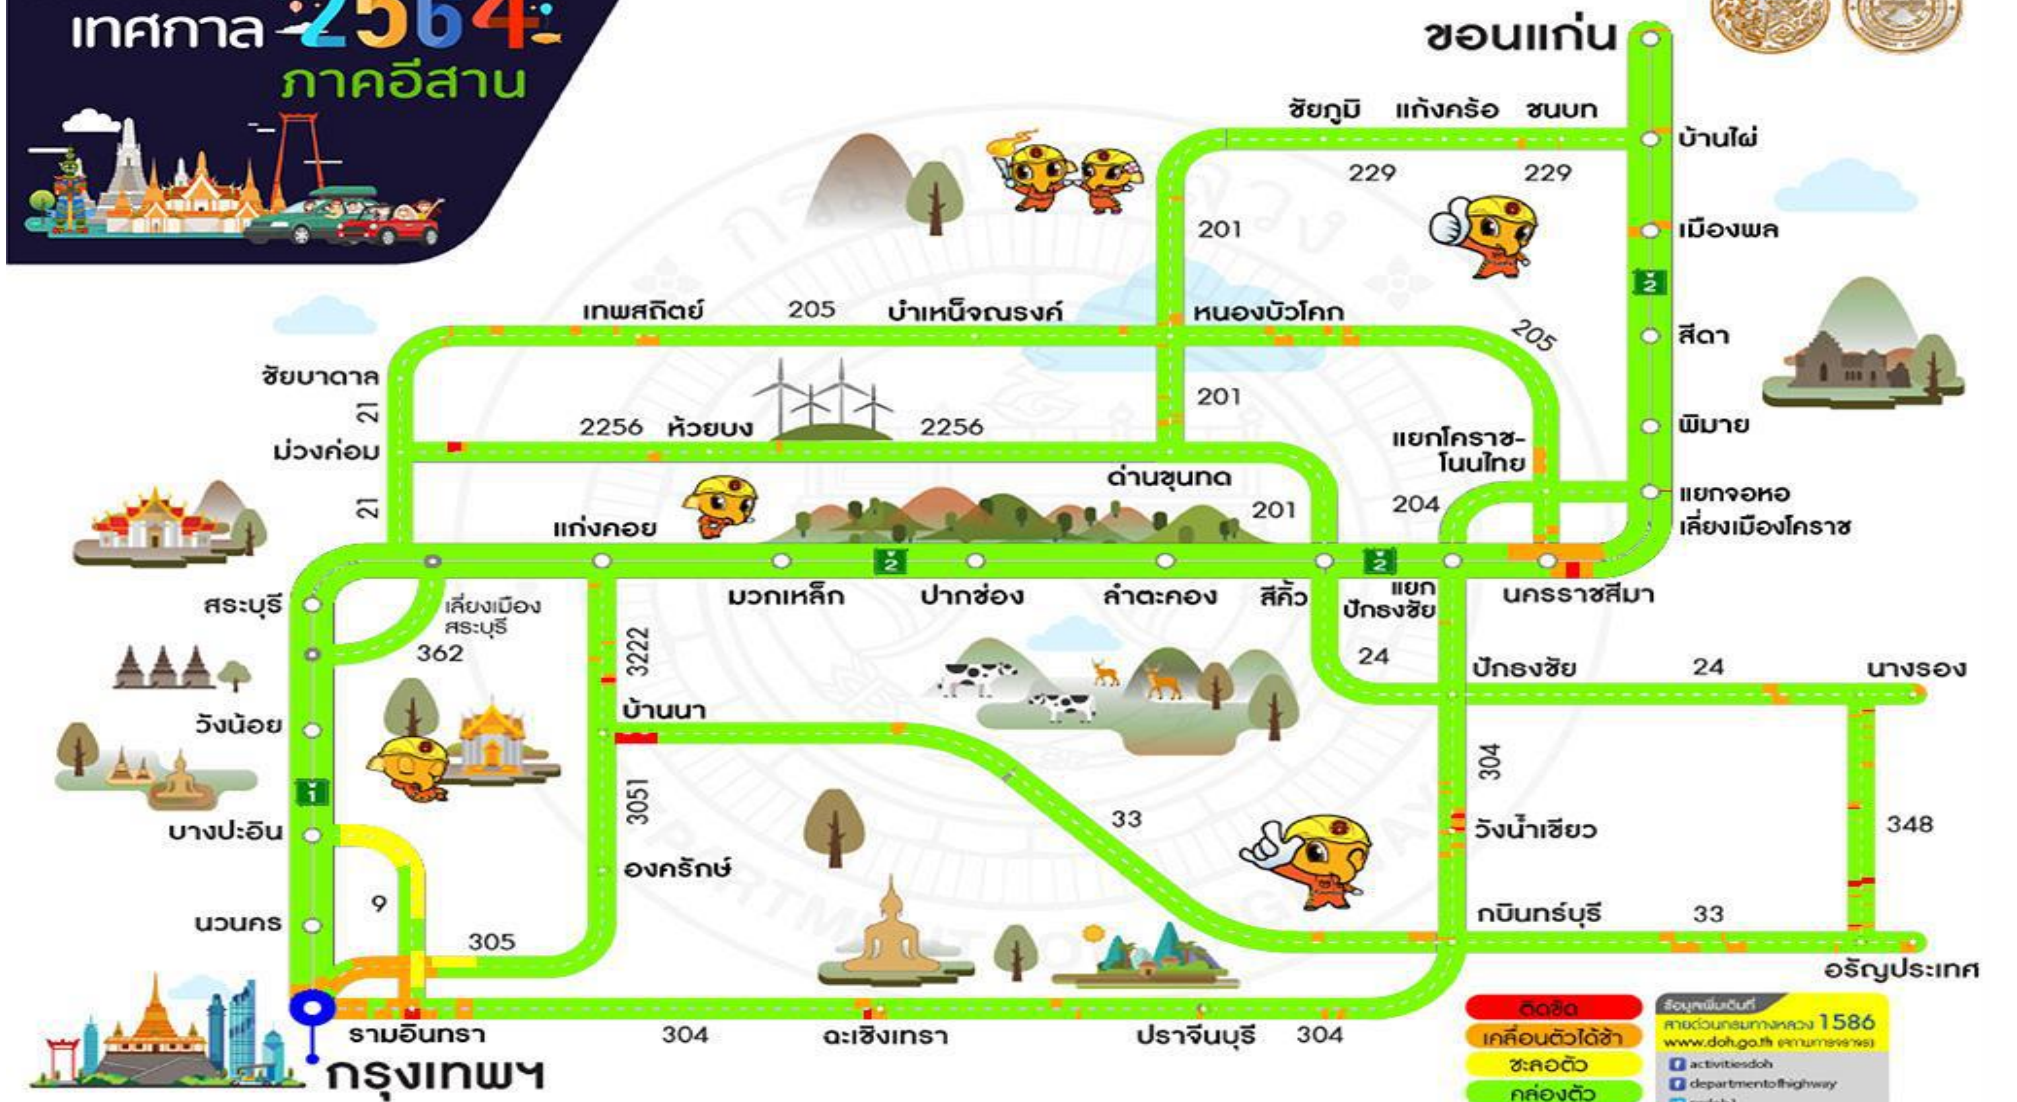 เทศกาล 2564
ภาคอีสาน
ขอนแก่น
ชัยภูมิ แก้งคร้อ ชนบท
บ้านไผ่
229 229
201
เมืองพล
2
สีดา
เทพสถิตย์ 205 บำเหน็จณรงค์ หนองบัวโคก 205
ชัยบาดาล
21
201
2256 ห้วยบง 2256
พิมาย
แยกโคราช-
โนนไทย
ม่วงค่อม
ด่านขุนทด
21
201
204
แยกจอหอ
เลี่ยงเมืองโคราช
แก่งคอย
2 2
สระบุรี
เลี่ยงเมือง
สระบุรี
362
มวกเหล็ก ปากช่อง ลำตะคอง สีคิ้ว
แยก
ปักธงชัย
นครราชสีมา
3222
24
ปักธงชัย 24 นางรอง
วังน้อย
บ้านนา
304
1
3051
33
348
บางปะอิน
วังน้ำเขียว
องครักษ์
9
นวนคร
305
กบินทร์บุรี 33
อรัญประเทศ
รามอินทรา 304 ฉะเชิงเทรา ปราจีนบุรี 304
กรุงเทพฯ
ติดขัด
เคลื่อนตัวได้ช้า
ชะลอตัว
คล่องตัว
ข้อมูลเพิ่มเติมที่
สายด่วนกรมทางหลวง 1586
www.doh.go.th (สภาพการจราจร)
activitiesdoh
departmentofhighway